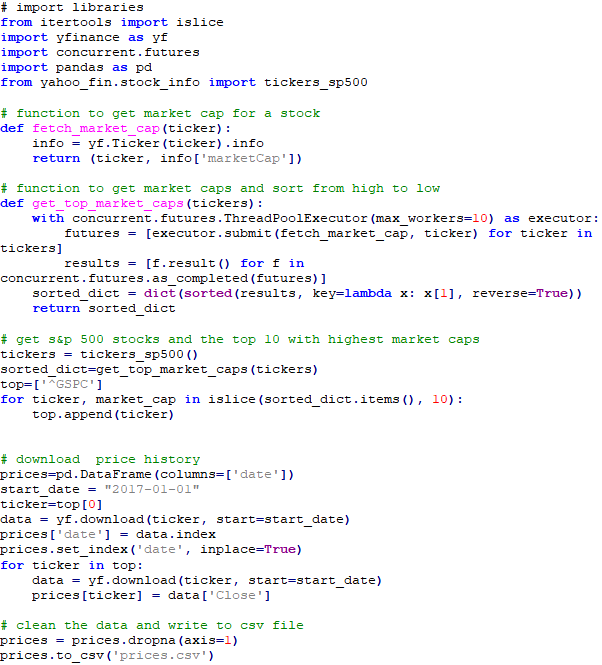 # import libraries
from itertools import islice
import yfinance as yf
import concurrent.futures
import pandas as pd
from yahoo_fin.stock_info import tickers_sp500

# function to get market cap for a stock
def fetch_market_cap(ticker):
    info = yf.Ticker(ticker).info
    return (ticker, info['marketCap'])

# function to get market caps and sort from high to low
def get_top_market_caps(tickers):
    with concurrent.futures.ThreadPoolExecutor(max_workers=10) as executor:
        futures = [executor.submit(fetch_market_cap, ticker) for ticker in
tickers]
        results = [f.result() for f in
concurrent.futures.as_completed(futures)]
    sorted_dict = dict(sorted(results, key=lambda x: x[1], reverse=True))
    return sorted_dict

# get s&p 500 stocks and the top 10 with highest market caps
tickers = tickers_sp500()
sorted_dict=get_top_market_caps(tickers)
top=['^GSPC']
for ticker, market_cap in islice(sorted_dict.items(), 10):
    top.append(ticker)


# download  price history
prices=pd.DataFrame(columns=['date'])
start_date = "2017-01-01"
ticker=top[0]
data = yf.download(ticker, start=start_date)
prices['date'] = data.index
prices.set_index('date', inplace=True)
for ticker in top:
    data = yf.download(ticker, start=start_date)
    prices[ticker] = data['Close']

# clean the data and write to csv file
prices = prices.dropna(axis=1)
prices.to_csv('prices.csv')